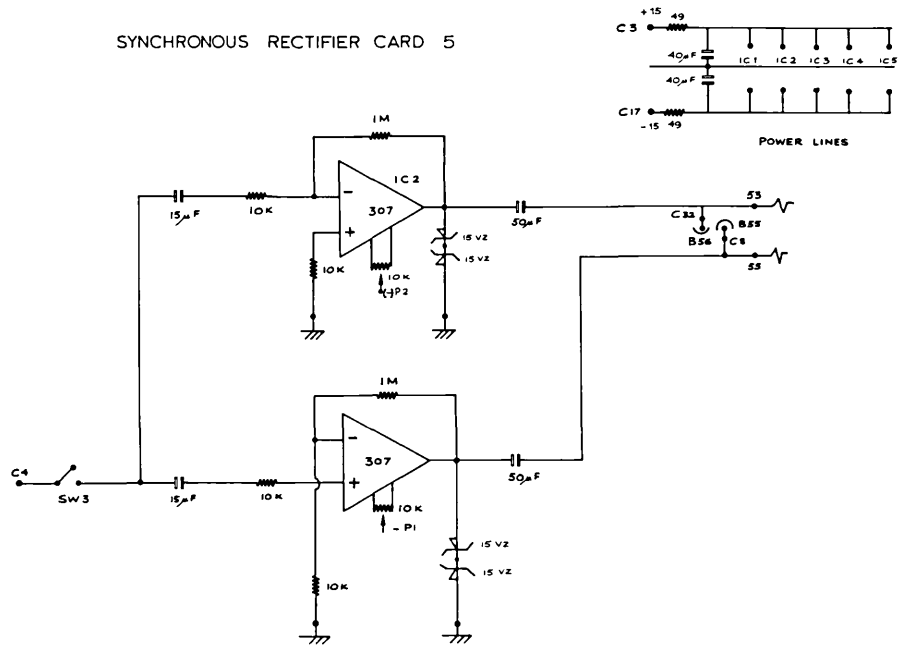 SYNCHRONOUS RECTIFIER CARD 5
C3 +15 49
40µF
40µF
IC1 IC2 IC3 IC4 IC5
C17 -15 49
POWER LINES
1M
IC2
15µF
10K
307
50µF
53
C32
B55
B56
C8
55
15 VZ
15 VZ
10K
10K
(-)P2
1M
307
50µF
C4
SW3
15µF
10K
10K
- P1
15 VZ
15 VZ
10K